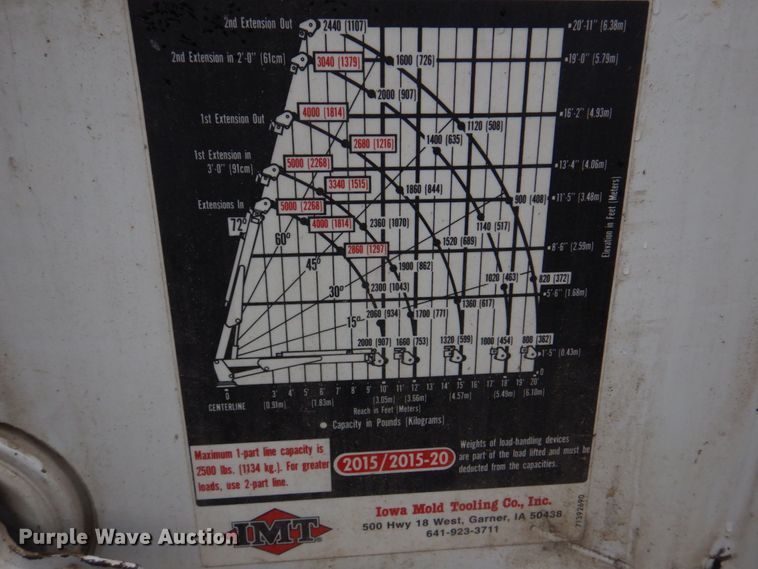 2nd Extension Out
2440 (1107)
20'-11" (6.38m)
2nd Extension in 2'-0" (61cm)
3040 (1379)
1600 (726)
19'-0" (5.79m)
2000 (907)
1st Extension Out
4000 (1814)
1120 (508)
16'-2" (4.93m)
2680 (1216)
1400 (635)
1st Extension in
3'-0" (91cm)
5000 (2268)
13'-4" (4.06m)
3340 (1515)
1860 (844)
Extensions In
5000 (2268)
900 (408)
11'-5" (3.48m)
4000 (1814)
2360 (1070)
1140 (517)
72°
60°
2860 (1297)
1520 (689)
8'-6" (2.59m)
45°
1900 (862)
1020 (463)
820 (372)
30°
2300 (1043)
1360 (617)
5'-6" (1.68m)
15°
2060 (934)
1700 (771)
2000 (907)
1660 (753)
1320 (599)
1000 (454)
800 (362)
1'-5" (0.43m)
0
Elevation in Feet (Meters)
0 3' 4' 5' 6' 7' 8' 9' 10' 11' 12' 13' 14' 15' 16' 17' 18' 19' 20'
CENTERLINE
(0.91m) (1.83m) (3.05m) (3.66m) (4.57m) (5.49m) (6.10m)
Reach in Feet (Meters)
Capacity in Pounds (Kilograms)
Maximum 1-part line capacity is
2500 lbs. (1134 kg.). For greater
loads, use 2-part line.
2015/2015-20
Weights of load-handling devices
are part of the load lifted and must be
deducted from the capacities.
IMT
Iowa Mold Tooling Co., Inc.
500 Hwy 18 West, Garner, IA 50438
641-923-3711
71392690
Purple Wave Auction